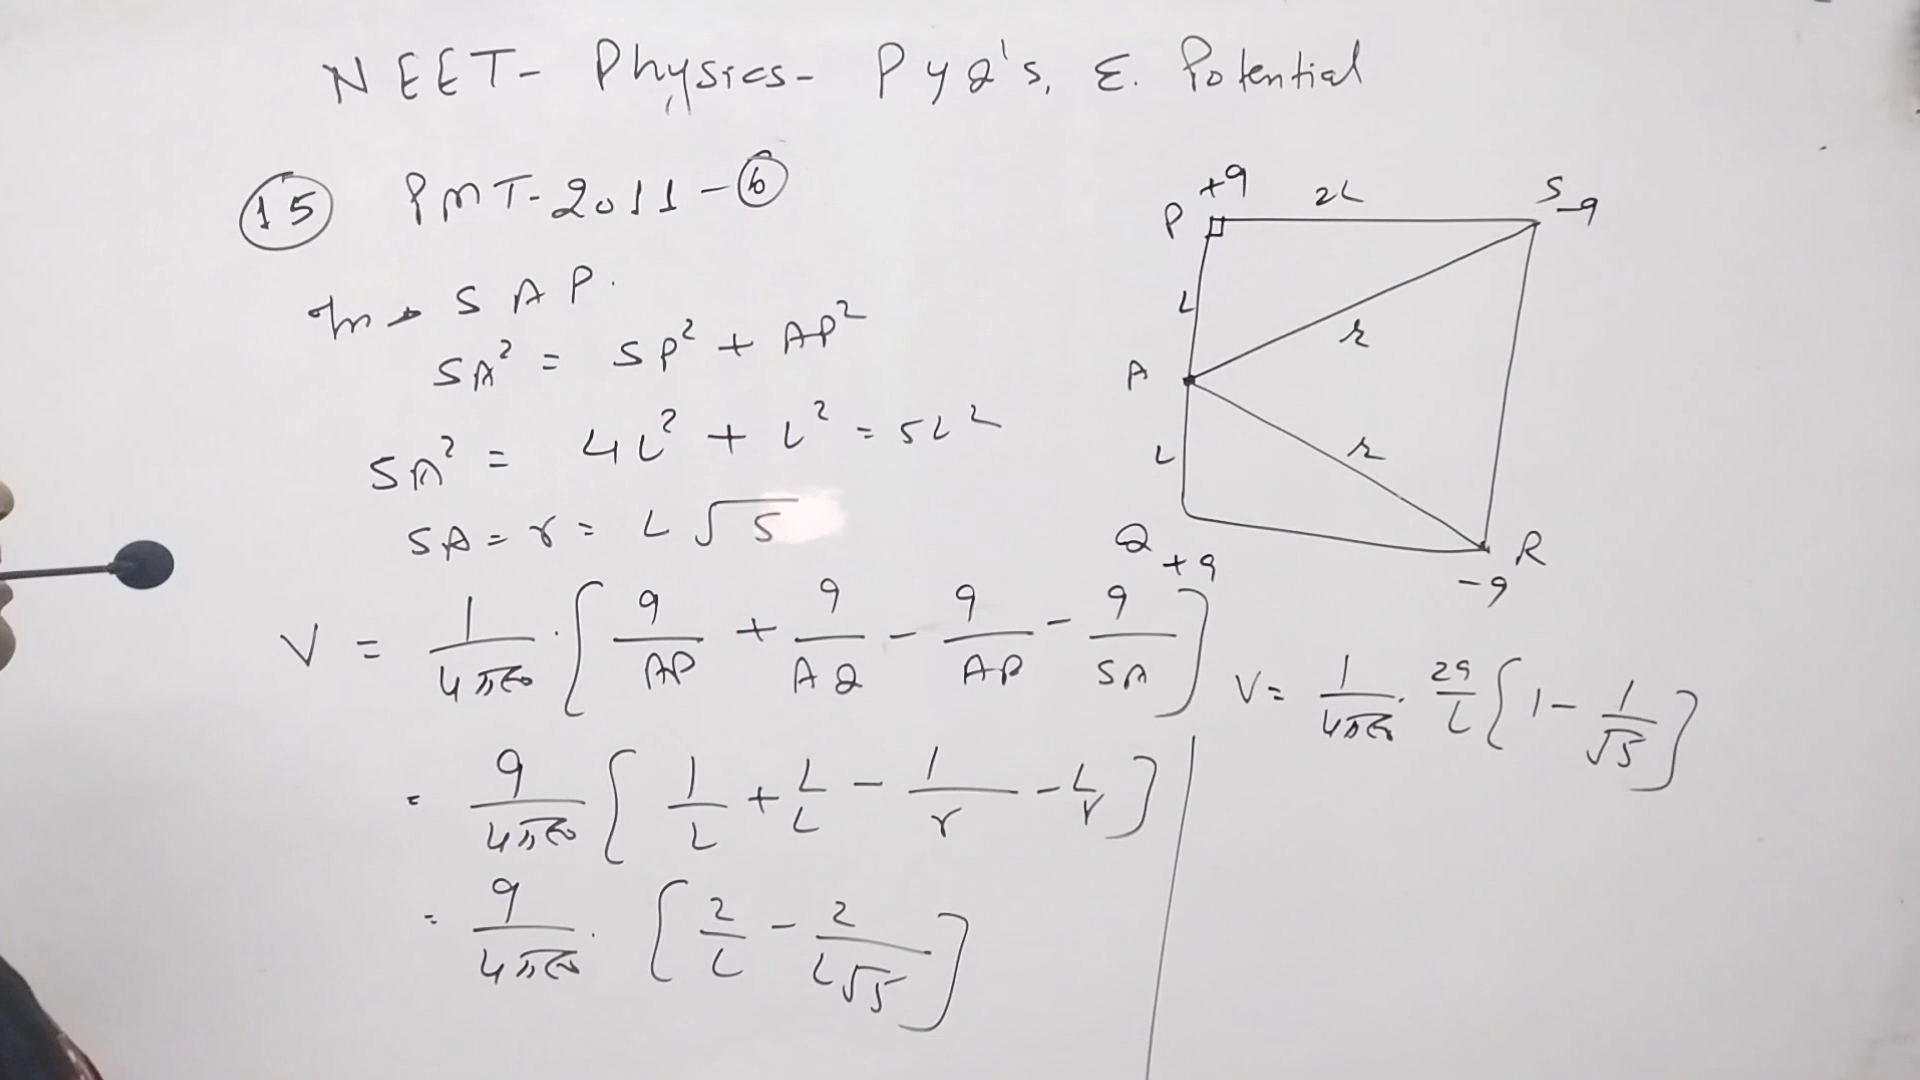 NEET- Physics- PYQ's, E. Potential
15 PMT-2011-6
In △ SAP.
SA² = SP² + AP²
SA² = 4L² + L² = 5L²
SA = r = L√5
V = 1/4πε₀ · [q/AP + q/AQ - q/AR - q/SA]
= q/4πε₀ [1/L + 1/L - 1/r - 1/r]
= q/4πε₀ · [2/L - 2/L√5]
P +q 2L S -q
L r
A
L r
Q +q R -q
V = 1/4πε₀ · 2q/L [1 - 1/√5]